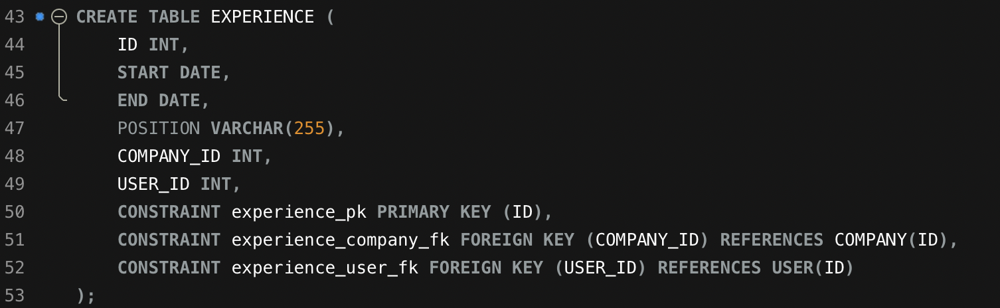 43 CREATE TABLE EXPERIENCE (
44     ID INT,
45     START DATE,
46     END DATE,
47     POSITION VARCHAR(255),
48     COMPANY_ID INT,
49     USER_ID INT,
50     CONSTRAINT experience_pk PRIMARY KEY (ID),
51     CONSTRAINT experience_company_fk FOREIGN KEY (COMPANY_ID) REFERENCES COMPANY(ID),
52     CONSTRAINT experience_user_fk FOREIGN KEY (USER_ID) REFERENCES USER(ID)
53 );